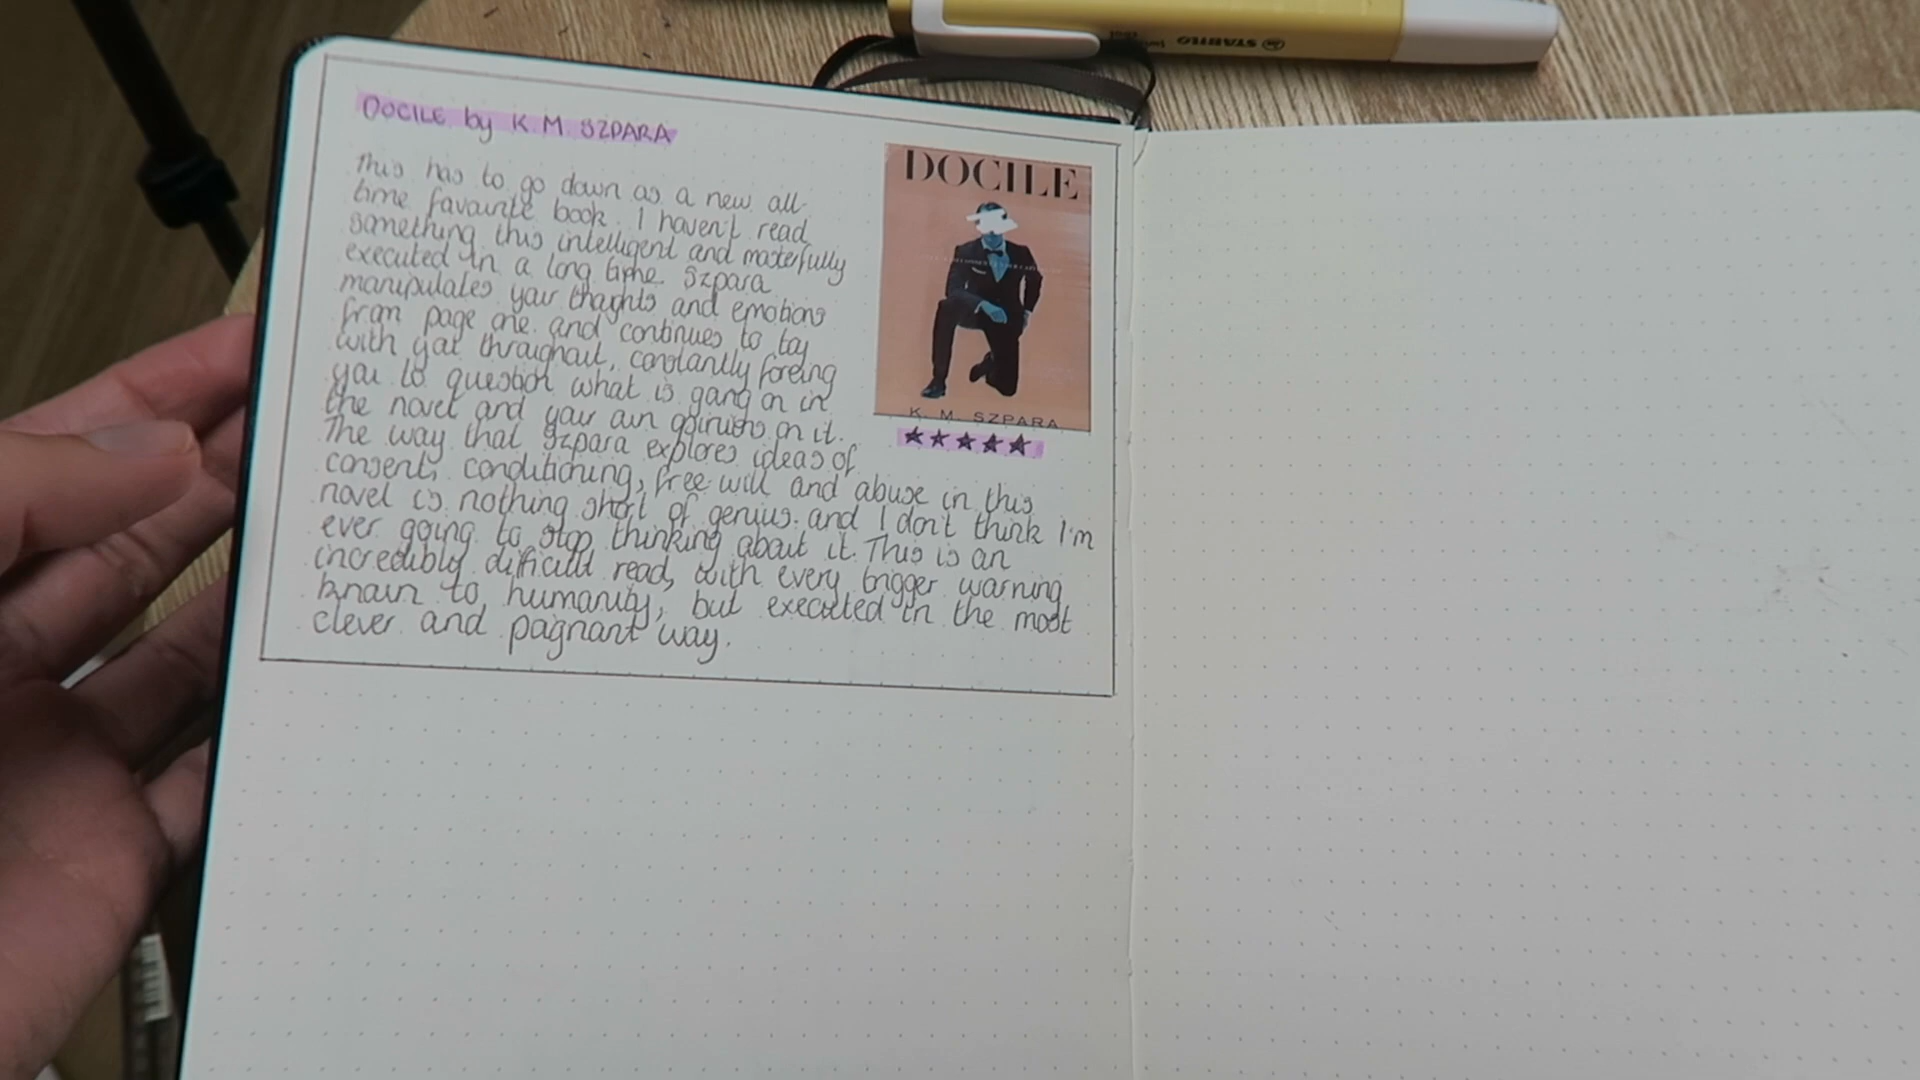 DOCILE by K.M. SZPARA
This has to go down as a new all
time favourite book. I haven't read
something this intelligent and masterfully
executed in a long time. Szpara
manipulates your thoughts and emotions
from page one and continues to toy
with you throughout, constantly forcing
you to question what is going on in
the novel and your own opinions on it.
The way that Szpara explores ideas of
consent, conditioning, free will and abuse in this
novel is nothing short of genius and I don't think I'm
ever going to stop thinking about it. This is an
incredibly difficult read, with every trigger warning
known to humanity, but executed in the most
clever and pognant way.
DOCILE
K. M. SZPARA
STABILO